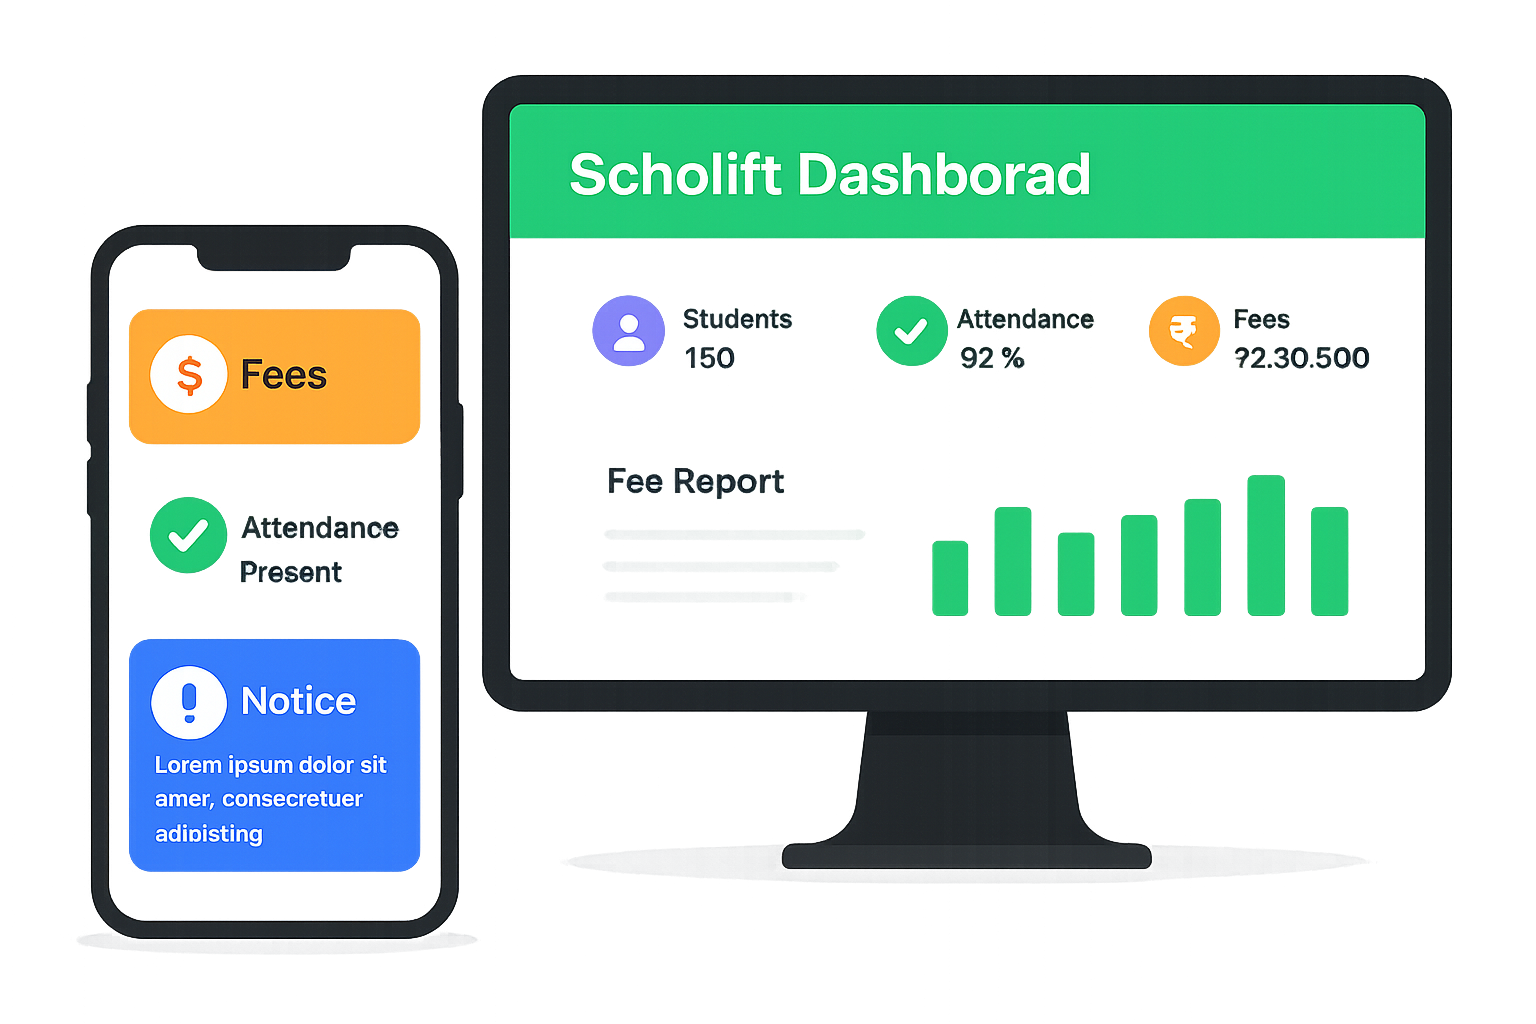 Scholift Dashborad
Students
150
Attendance
92 %
Fees
?2.30.500
Fee Report
$ Fees
Attendance
Present
Notice
Lorem ipsum dolor sit
amer, consecretuer
adipisting